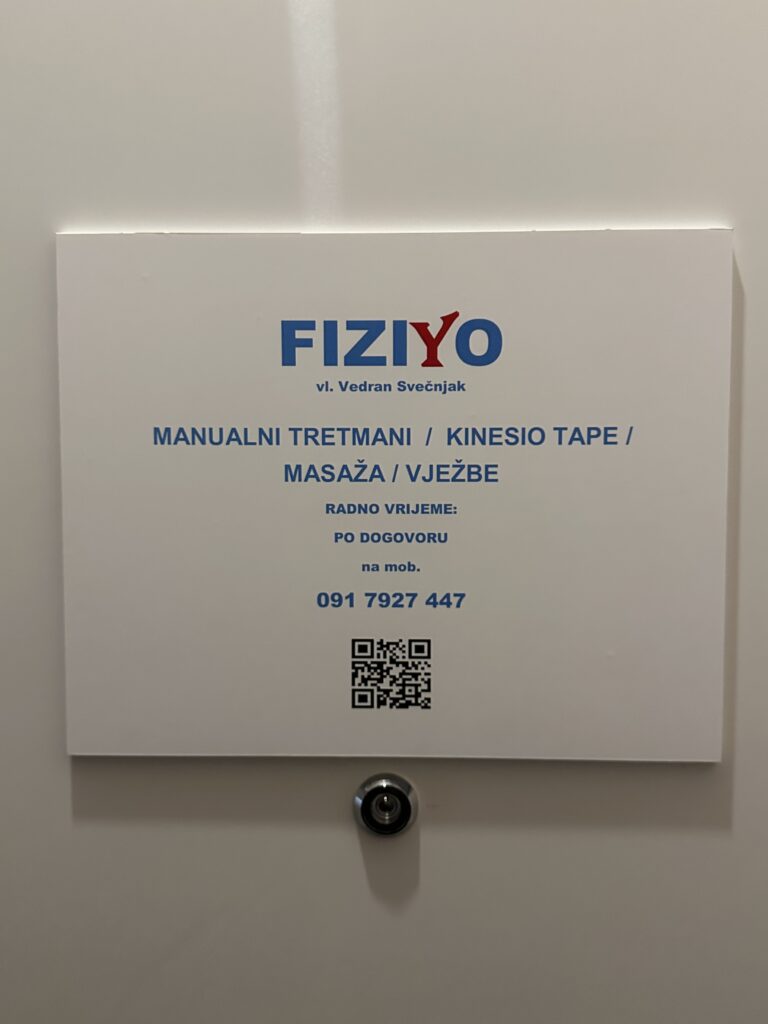 FIZIYO
vl. Vedran Svečnjak
MANUALNI TRETMANI / KINESIO TAPE /
MASAŽA / VJEŽBE
RADNO VRIJEME:
PO DOGOVORU
na mob.
091 7927 447